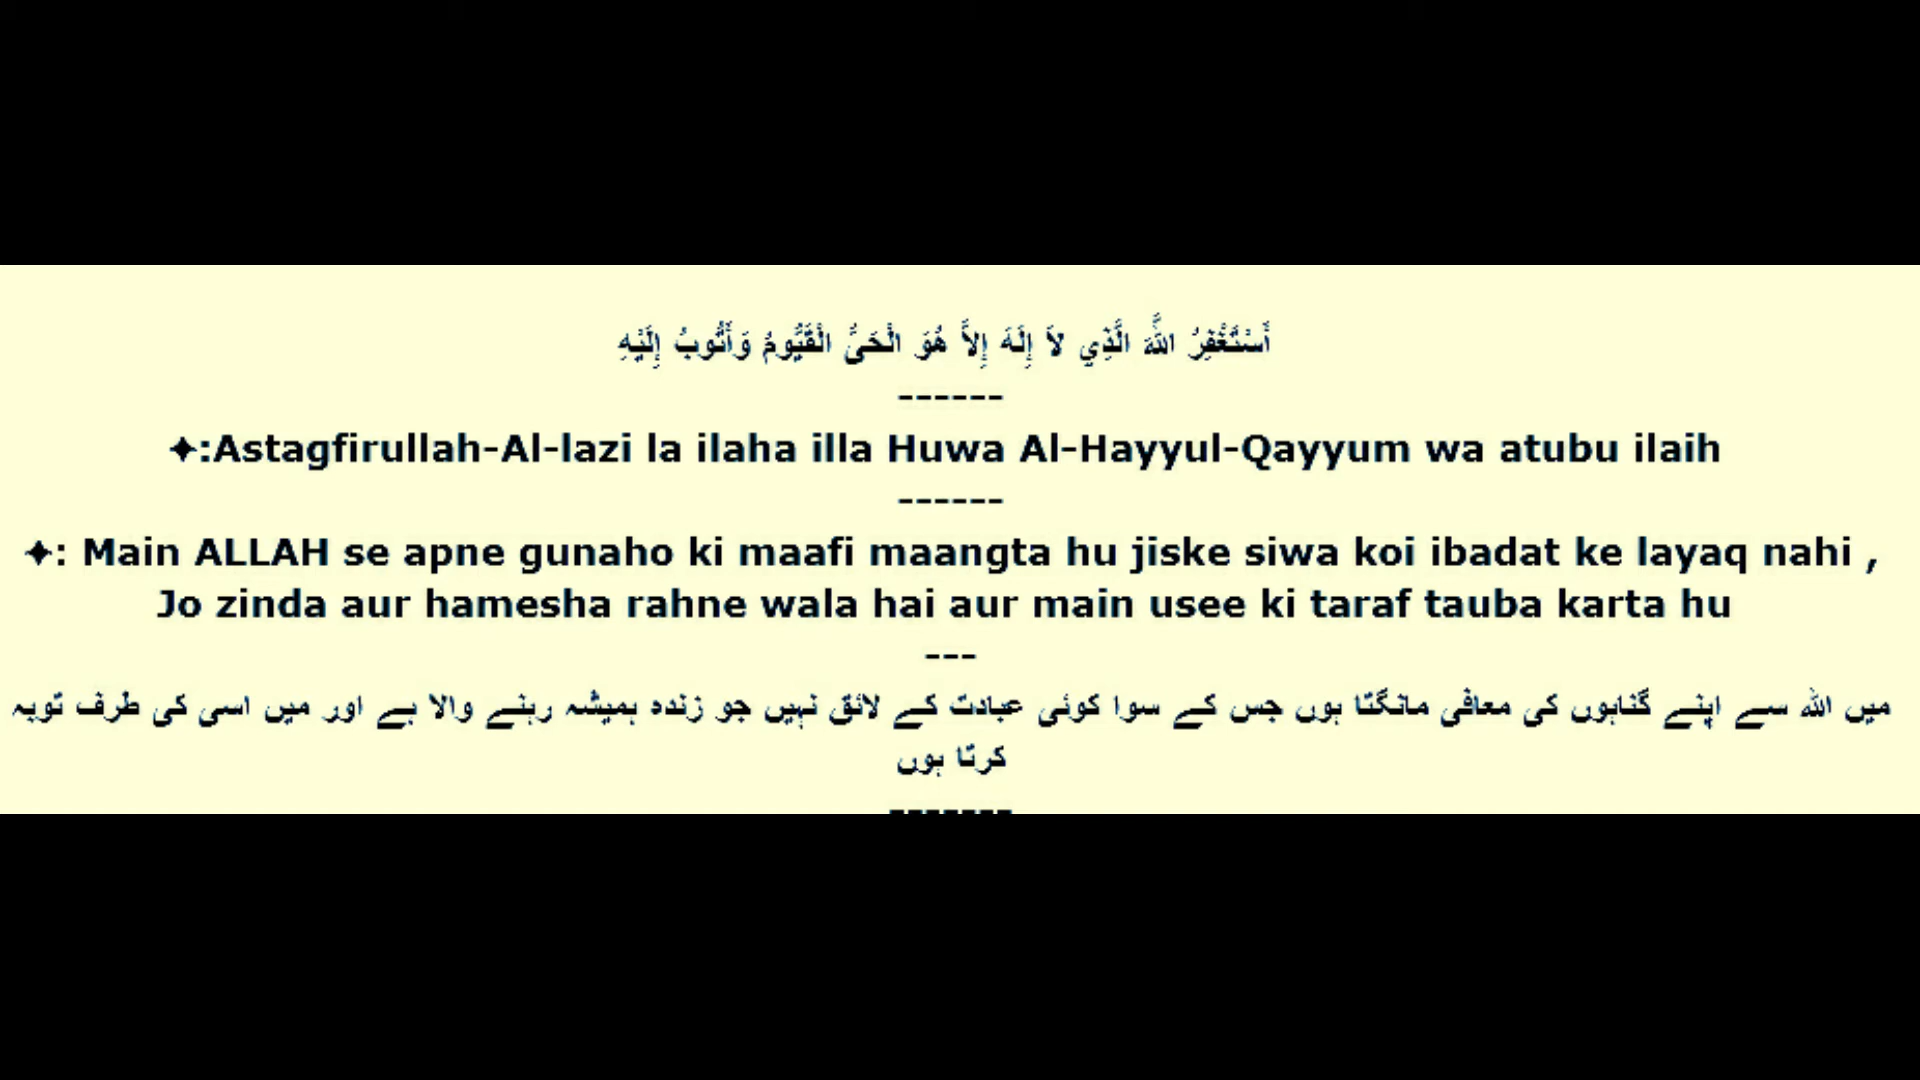 أَسْتَغْفِرُ اللَّهَ الَّذِي لاَ إِلَهَ إِلاَّ هُوَ الْحَىُّ الْقَيُّومُ وَأَتُوبُ إِلَيْهِ
------
✦:Astagfirullah-Al-lazi la ilaha illa Huwa Al-Hayyul-Qayyum wa atubu ilaih
------
✦: Main ALLAH se apne gunaho ki maafi maangta hu jiske siwa koi ibadat ke layaq nahi ,
Jo zinda aur hamesha rahne wala hai aur main usee ki taraf tauba karta hu
---
میں الله سے اپنے گناہوں کی معافی مانگتا ہوں جس کے سوا کوئی عبادت کے لائق نہیں جو زنده ہمیشہ رہنے والا ہے اور میں اسی کی طرف توبہ
کرتا ہوں
-------